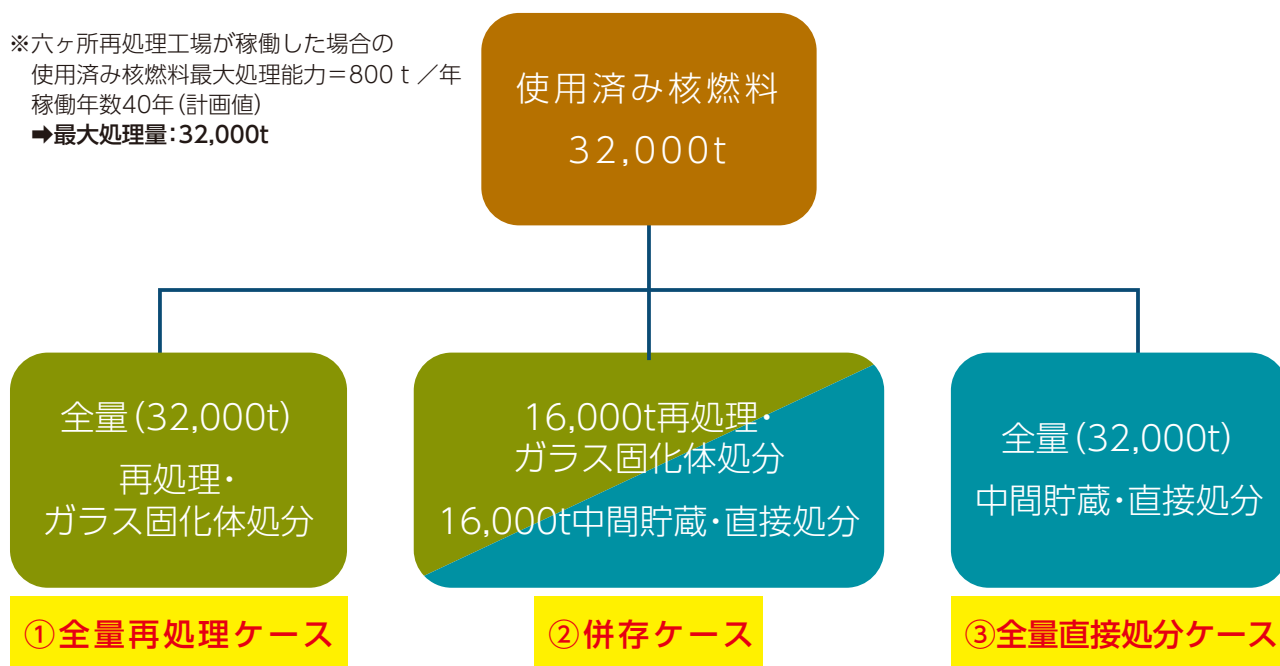 ※六ヶ所再処理工場が稼働した場合の
使用済み核燃料最大処理能力＝800ｔ／年
稼働年数40年(計画値)
➡最大処理量：32,000t
使用済み核燃料
32,000t
全量(32,000t)
再処理・
ガラス固化体処分
16,000t再処理・
ガラス固化体処分
16,000t中間貯蔵・直接処分
全量(32,000t)
中間貯蔵・直接処分
①全量再処理ケース
②併存ケース
③全量直接処分ケース